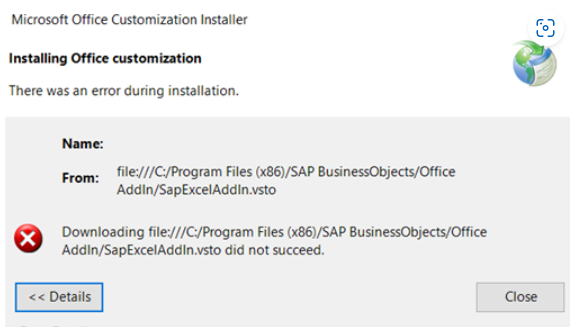 Microsoft Office Customization Installer
Installing Office customization
There was an error during installation.
Name:
From: file:///C:/Program Files (x86)/SAP BusinessObjects/Office
AddIn/SapExcelAddIn.vsto
Downloading file:///C:/Program Files (x86)/SAP BusinessObjects/Office
AddIn/SapExcelAddIn.vsto did not succeed.
<< Details Close